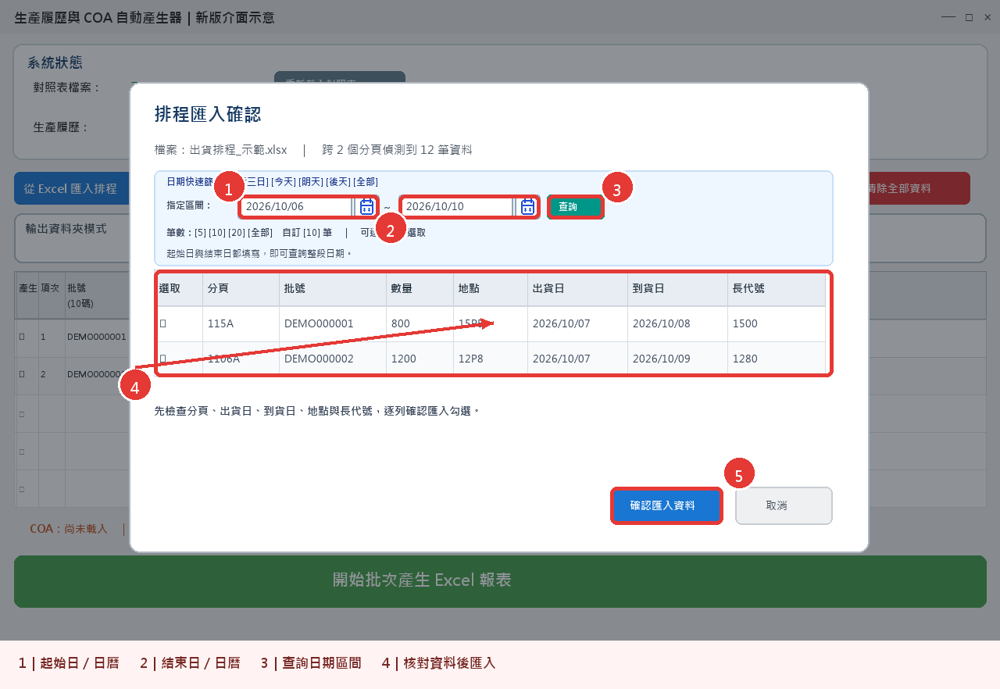 生產履歷與 COA 自動產生器｜新版介面示意
系統狀態
對照表檔案：
生產履歷：
從 Excel 匯入排程
清除全部資料
輸出資料夾模式
產生 項次 批號
(10碼)
1 DEMO000001
2
COA：尚未載入 ｜
開始批次產生 Excel 報表
排程匯入確認
檔案：出貨排程_示範.xlsx ｜ 跨 2 個分頁偵測到 12 筆資料
日期快速篩 三日] [今天] [明天] [後天] [全部]
1
指定區間： 2026/10/06 ~ 2026/10/10 查詢
3
2
筆數：[5] [10] [20] [全部] 自訂 [10] 筆 ｜ 選取
起始日與結束日都填寫，即可查詢整段日期。
選取 分頁 批號 數量 地點 出貨日 到貨日 長代號
115A DEMO000001 800 2026/10/07 2026/10/08 1500
1106A DEMO000002 1200 12P8 2026/10/07 2026/10/09 1280
4
先檢查分頁、出貨日、到貨日、地點與長代號，逐列確認匯入勾選。
5
確認匯入資料 取消
1｜起始日 / 日曆 2｜結束日 / 日曆 3｜查詢日期區間 4｜核對資料後匯入